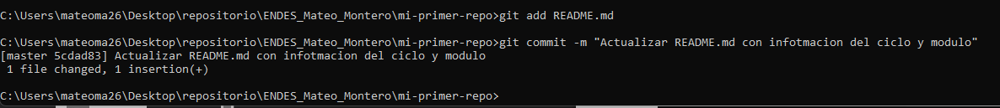 C:\Users\mateoma26\Desktop\repositorio\ENDES_Mateo_Montero\mi-primer-repo>git add README.md
C:\Users\mateoma26\Desktop\repositorio\ENDES_Mateo_Montero\mi-primer-repo>git commit -m "Actualizar README.md con infotmacion del ciclo y modulo"
[master 5cdad83] Actualizar README.md con infotmacion del ciclo y modulo
 1 file changed, 1 insertion(+)
C:\Users\mateoma26\Desktop\repositorio\ENDES_Mateo_Montero\mi-primer-repo>